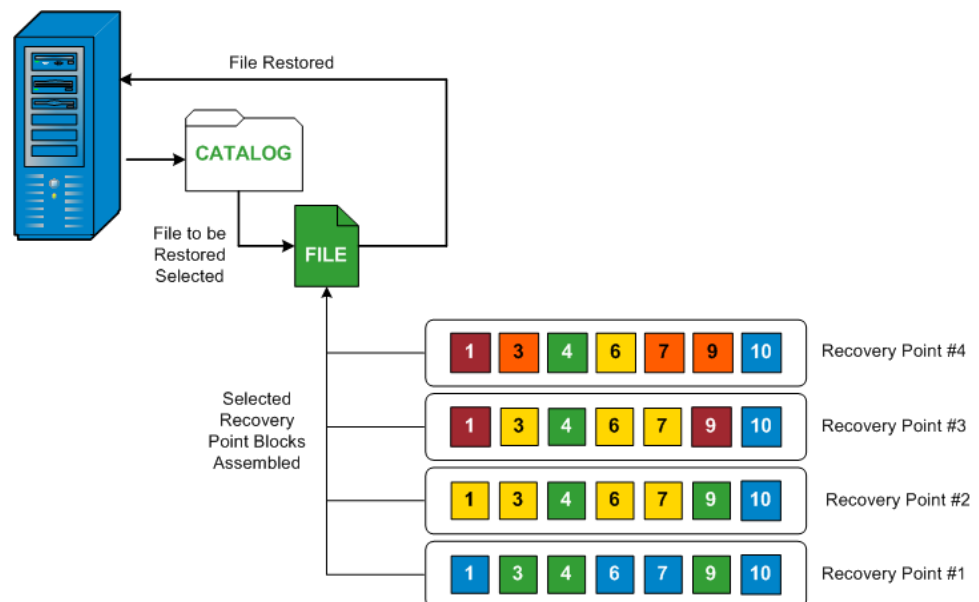 File Restored
CATALOG
File to be
Restored
Selected
FILE
Selected
Recovery
Point Blocks
Assembled
1 3 4 6 7 9 10 Recovery Point #4
1 3 4 6 7 9 10 Recovery Point #3
1 3 4 6 7 9 10 Recovery Point #2
1 3 4 6 7 9 10 Recovery Point #1